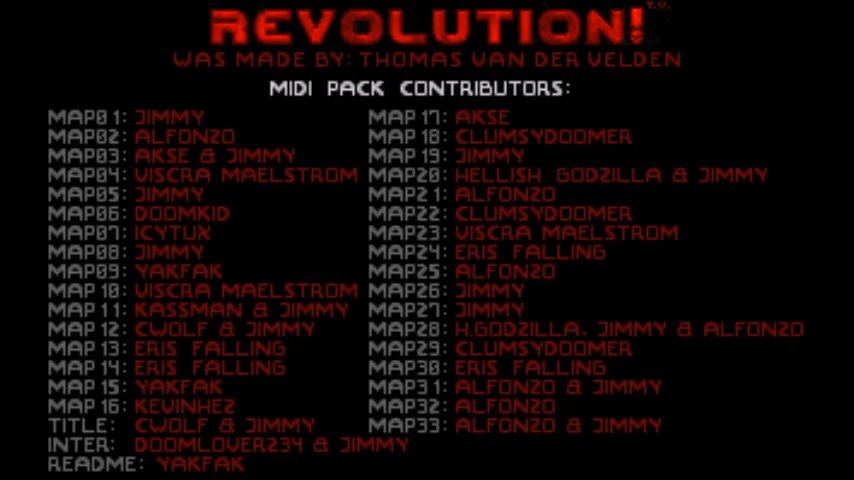 REVOLUTION! T.V.
WAS MADE BY: THOMAS VAN DER VELDEN
MIDI PACK CONTRIBUTORS:
MAP01: JIMMY
MAP02: ALFONZO
MAP03: AKSE & JIMMY
MAP04: VISCRA MAELSTROM
MAP05: JIMMY
MAP06: DOOMKID
MAP07: ICYTUX
MAP08: JIMMY
MAP09: YAKFAK
MAP10: VISCRA MAELSTROM
MAP11: KASSMAN & JIMMY
MAP12: CWOLF & JIMMY
MAP13: ERIS FALLING
MAP14: ERIS FALLING
MAP15: YAKFAK
MAP16: KEVINHEZ
TITLE: CWOLF & JIMMY
INTER: DOOMLOVER234 & JIMMY
README: YAKFAK
MAP17: AKSE
MAP18: CLUMSYDOOMER
MAP19: JIMMY
MAP20: HELLISH GODZILLA & JIMMY
MAP21: ALFONZO
MAP22: CLUMSYDOOMER
MAP23: VISCRA MAELSTROM
MAP24: ERIS FALLING
MAP25: ALFONZO
MAP26: JIMMY
MAP27: JIMMY
MAP28: H.GODZILLA, JIMMY & ALFONZO
MAP29: CLUMSYDOOMER
MAP30: ERIS FALLING
MAP31: ALFONZO & JIMMY
MAP32: ALFONZO
MAP33: ALFONZO & JIMMY